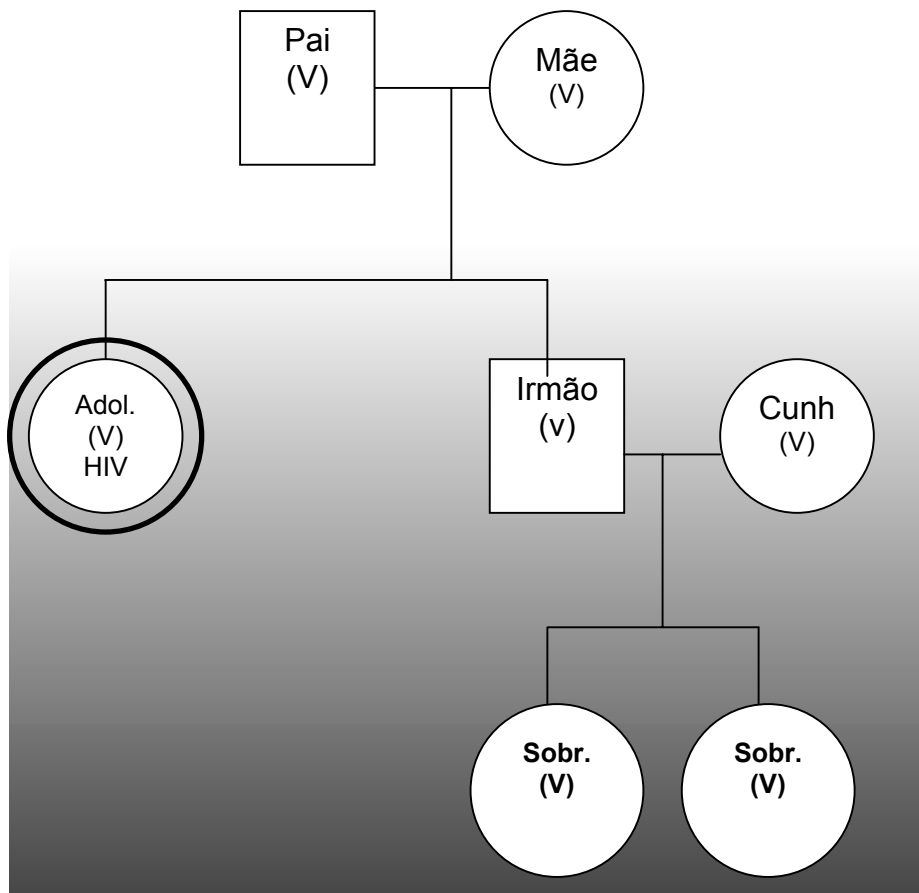 Pai
(V)
Mãe
(V)
Adol.
(V)
HIV
Irmão
(v)
Cunh
(V)
Sobr.
(V)
Sobr.
(V)